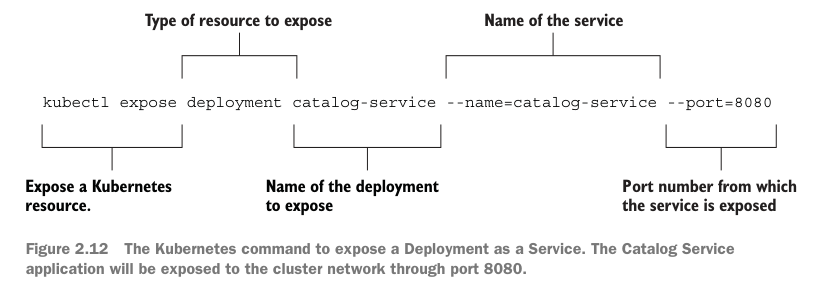 Type of resource to expose
Name of the service
kubectl expose deployment catalog-service --name=catalog-service --port=8080
Expose a Kubernetes
resource.
Name of the deployment
to expose
Port number from which
the service is exposed
Figure 2.12 The Kubernetes command to expose a Deployment as a Service. The Catalog Service
application will be exposed to the cluster network through port 8080.